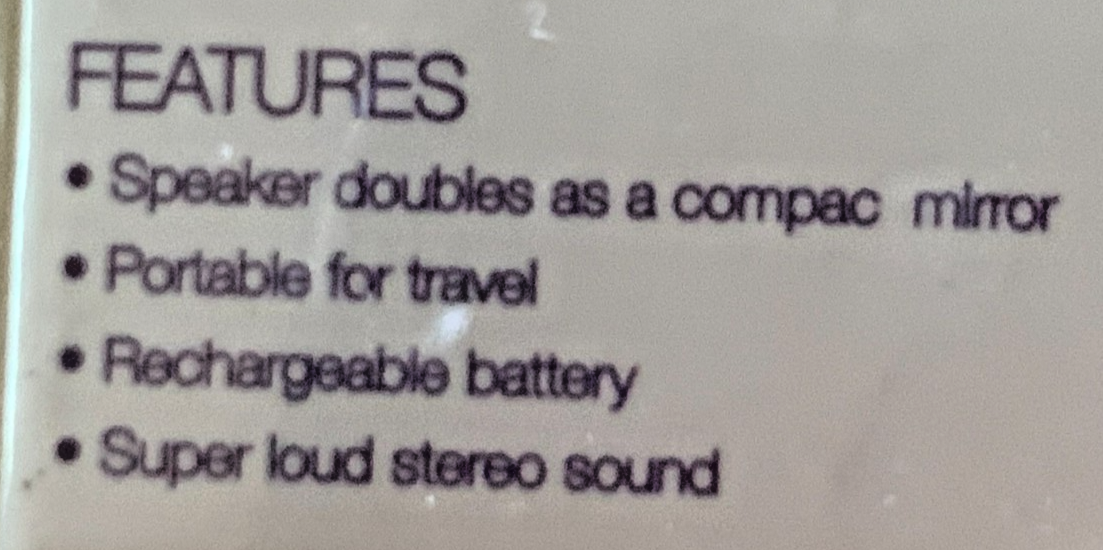 FEATURES
• Speaker doubles as a compac mirror
• Portable for travel
• Rechargeable battery
• Super loud stereo sound